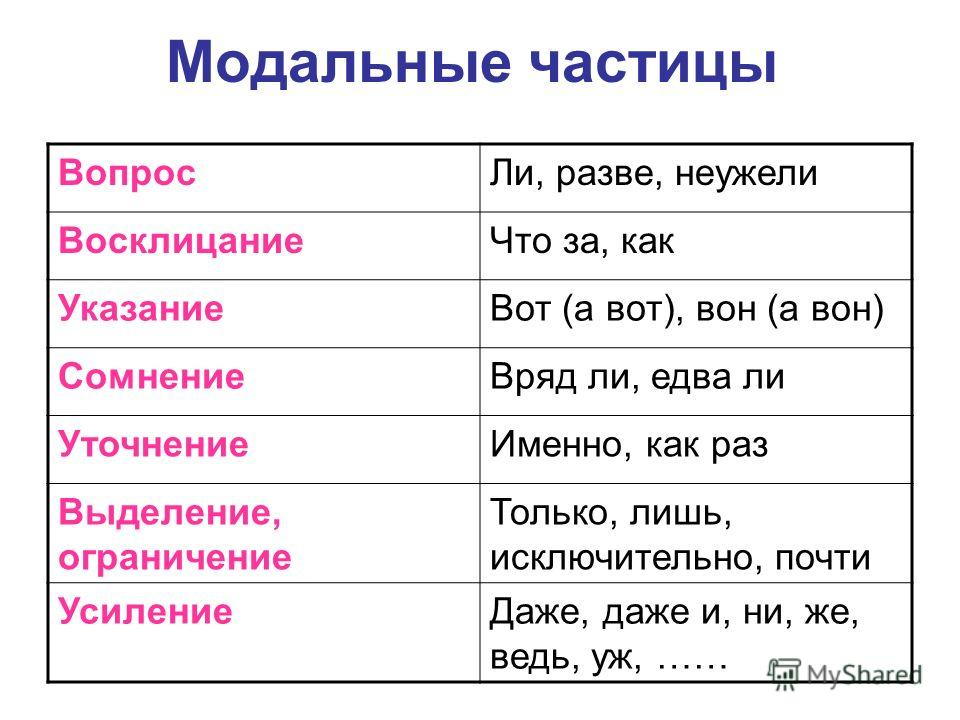 Модальные частицы
Вопрос Ли, разве, неужели
Восклицание Что за, как
Указание Вот (а вот), вон (а вон)
Сомнение Вряд ли, едва ли
Уточнение Именно, как раз
Выделение, Только, лишь,
ограничение исключительно, почти
Усиление Даже, даже и, ни, же,
ведь, уж, ……
MyShared